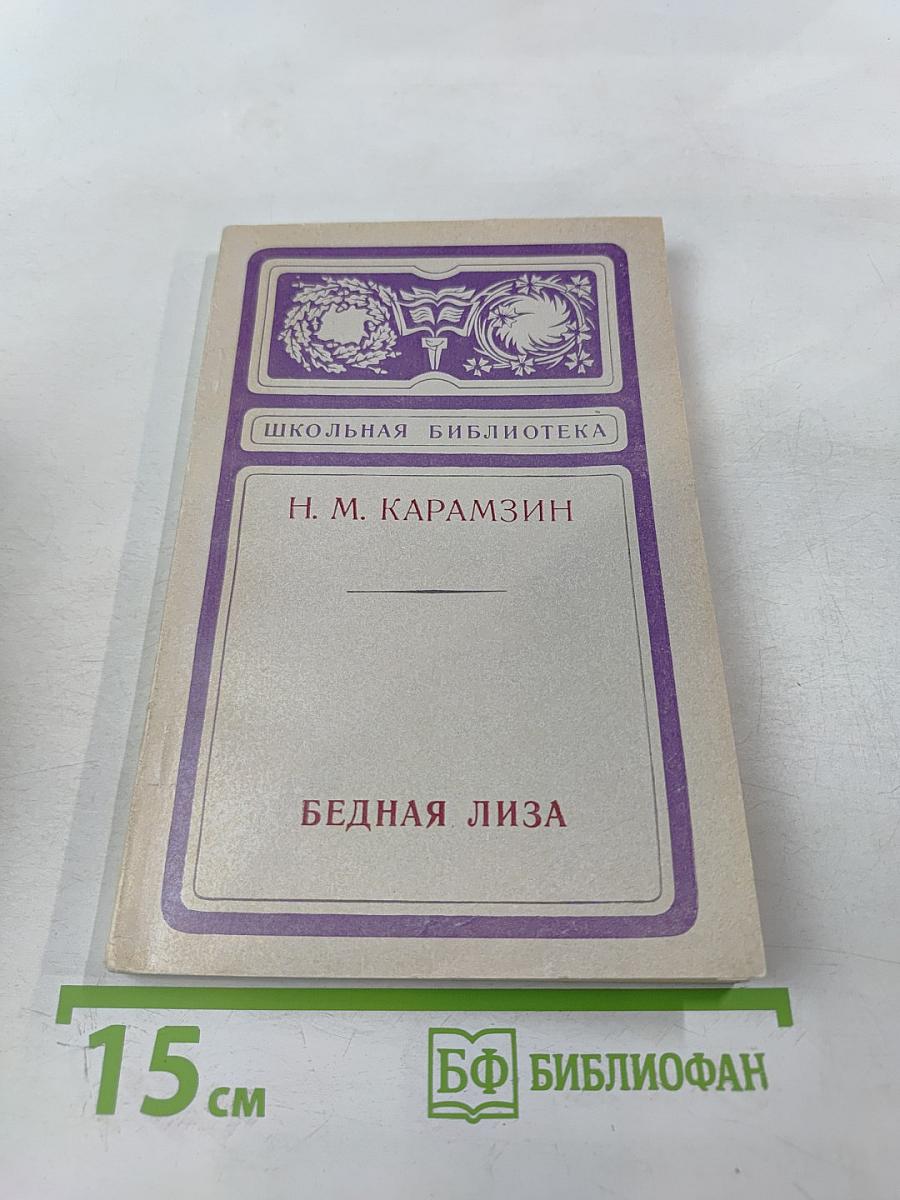 ШКОЛЬНАЯ БИБЛИОТЕКА
Н. М. КАРАМЗИН
БЕДНАЯ ЛИЗА
15 см
БФ БИБЛИОФАН